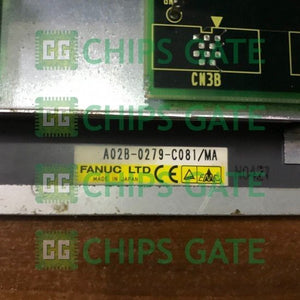 CHIPS GATE
CN3B
CHIPS GATE
A02B-0279-C081/MA
FANUC LTD
MADE IN JAPAN
CHIPS GATE
CHIPS GATE